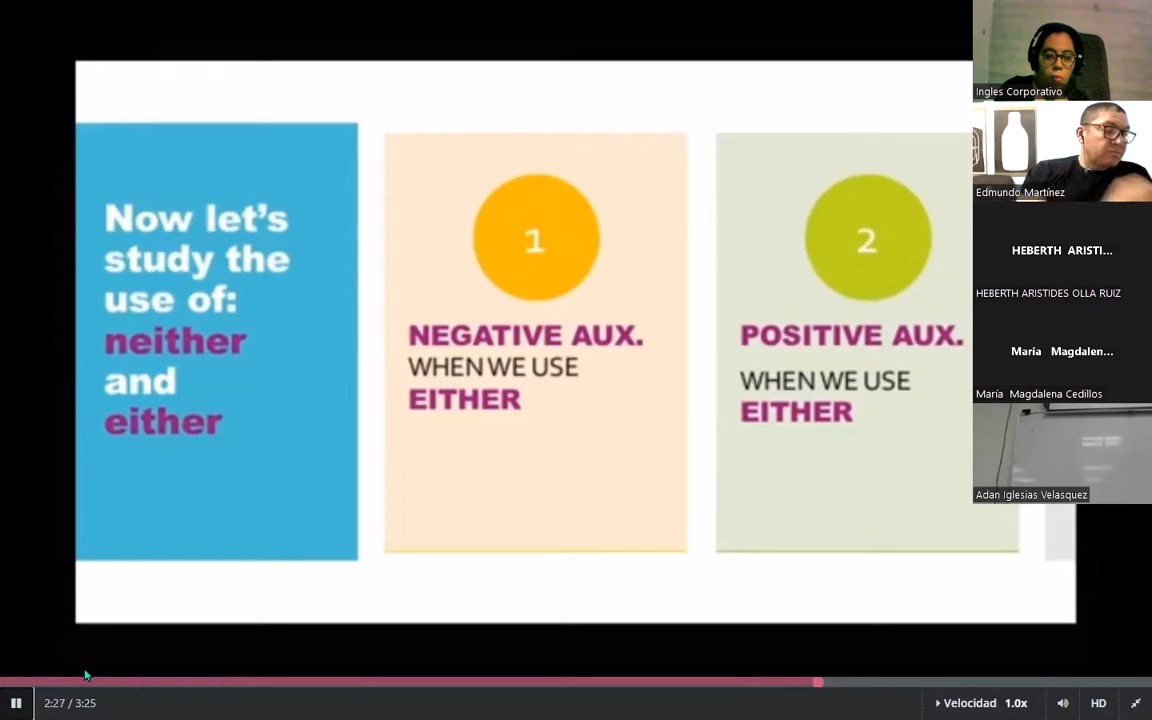 Now let's
study the
use of:
neither
and
either
1
NEGATIVE AUX.
WHEN WE USE
EITHER
2
POSITIVE AUX.
WHEN WE USE
EITHER
Ingles Corporativo
Edmundo Martínez
HEBERTH ARISTI...
HEBERTH ARISTIDES OLLA RUIZ
María Magdalen...
María Magdalena Cedillos
Adan Iglesias Velasquez
2:27 / 3:25
Velocidad 1.0x
HD